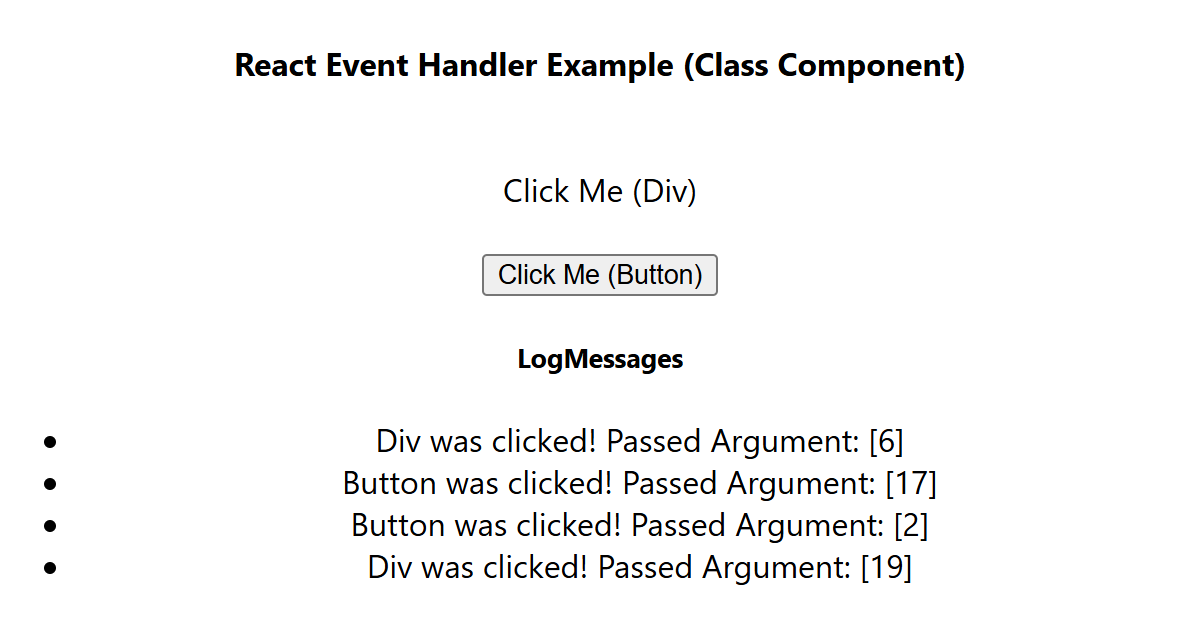 React Event Handler Example (Class Component)
Click Me (Div)
Click Me (Button)
LogMessages
Div was clicked! Passed Argument: [6]
Button was clicked! Passed Argument: [17]
Button was clicked! Passed Argument: [2]
Div was clicked! Passed Argument: [19]